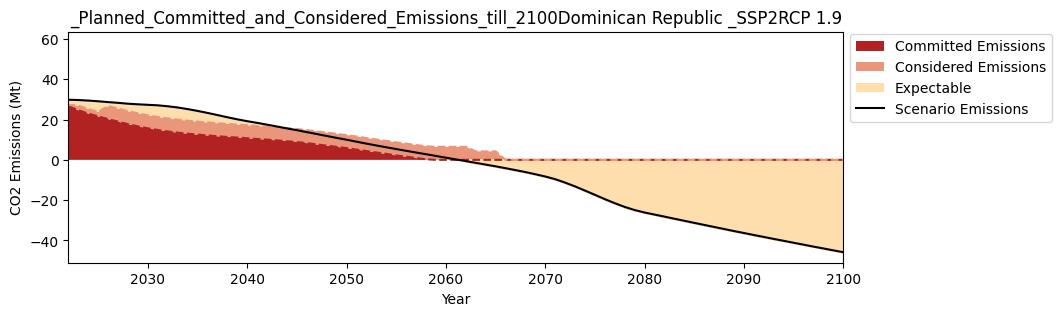 _Planned_Committed_and_Considered_Emissions_till_2100Dominican Republic _SSP2RCP 1.9
60
40
20
0
−20
−40
CO2 Emissions (Mt)
2030
2040
2050
2060
2070
2080
2090
2100
Year
Committed Emissions
Considered Emissions
Expectable
Scenario Emissions